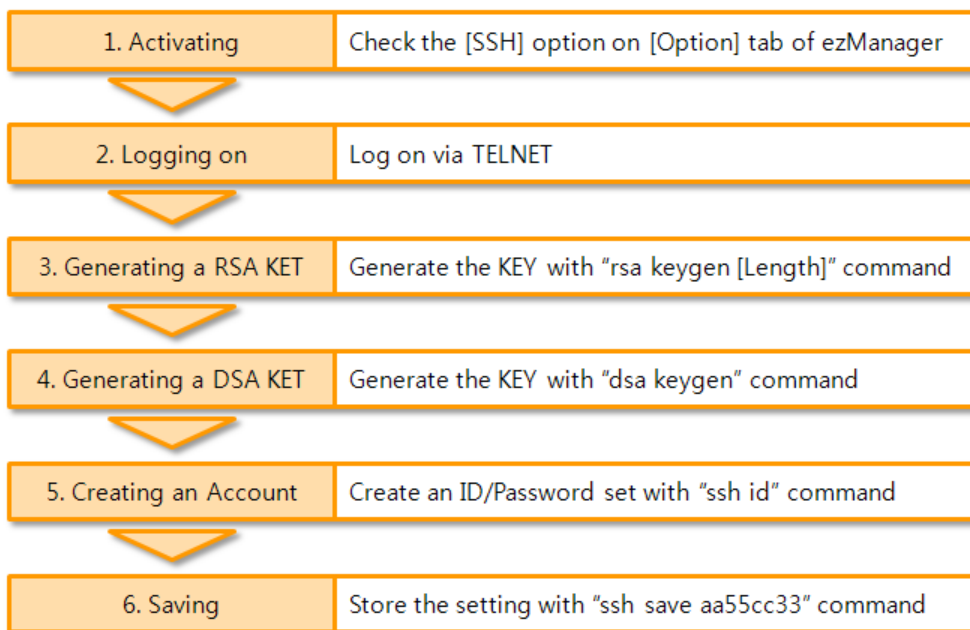 1. Activating
Check the [SSH] option on [Option] tab of ezManager
2. Logging on
Log on via TELNET
3. Generating a RSA KET
Generate the KEY with “rsa keygen [Length]” command
4. Generating a DSA KET
Generate the KEY with “dsa keygen” command
5. Creating an Account
Create an ID/Password set with “ssh id” command
6. Saving
Store the setting with “ssh save aa55cc33” command